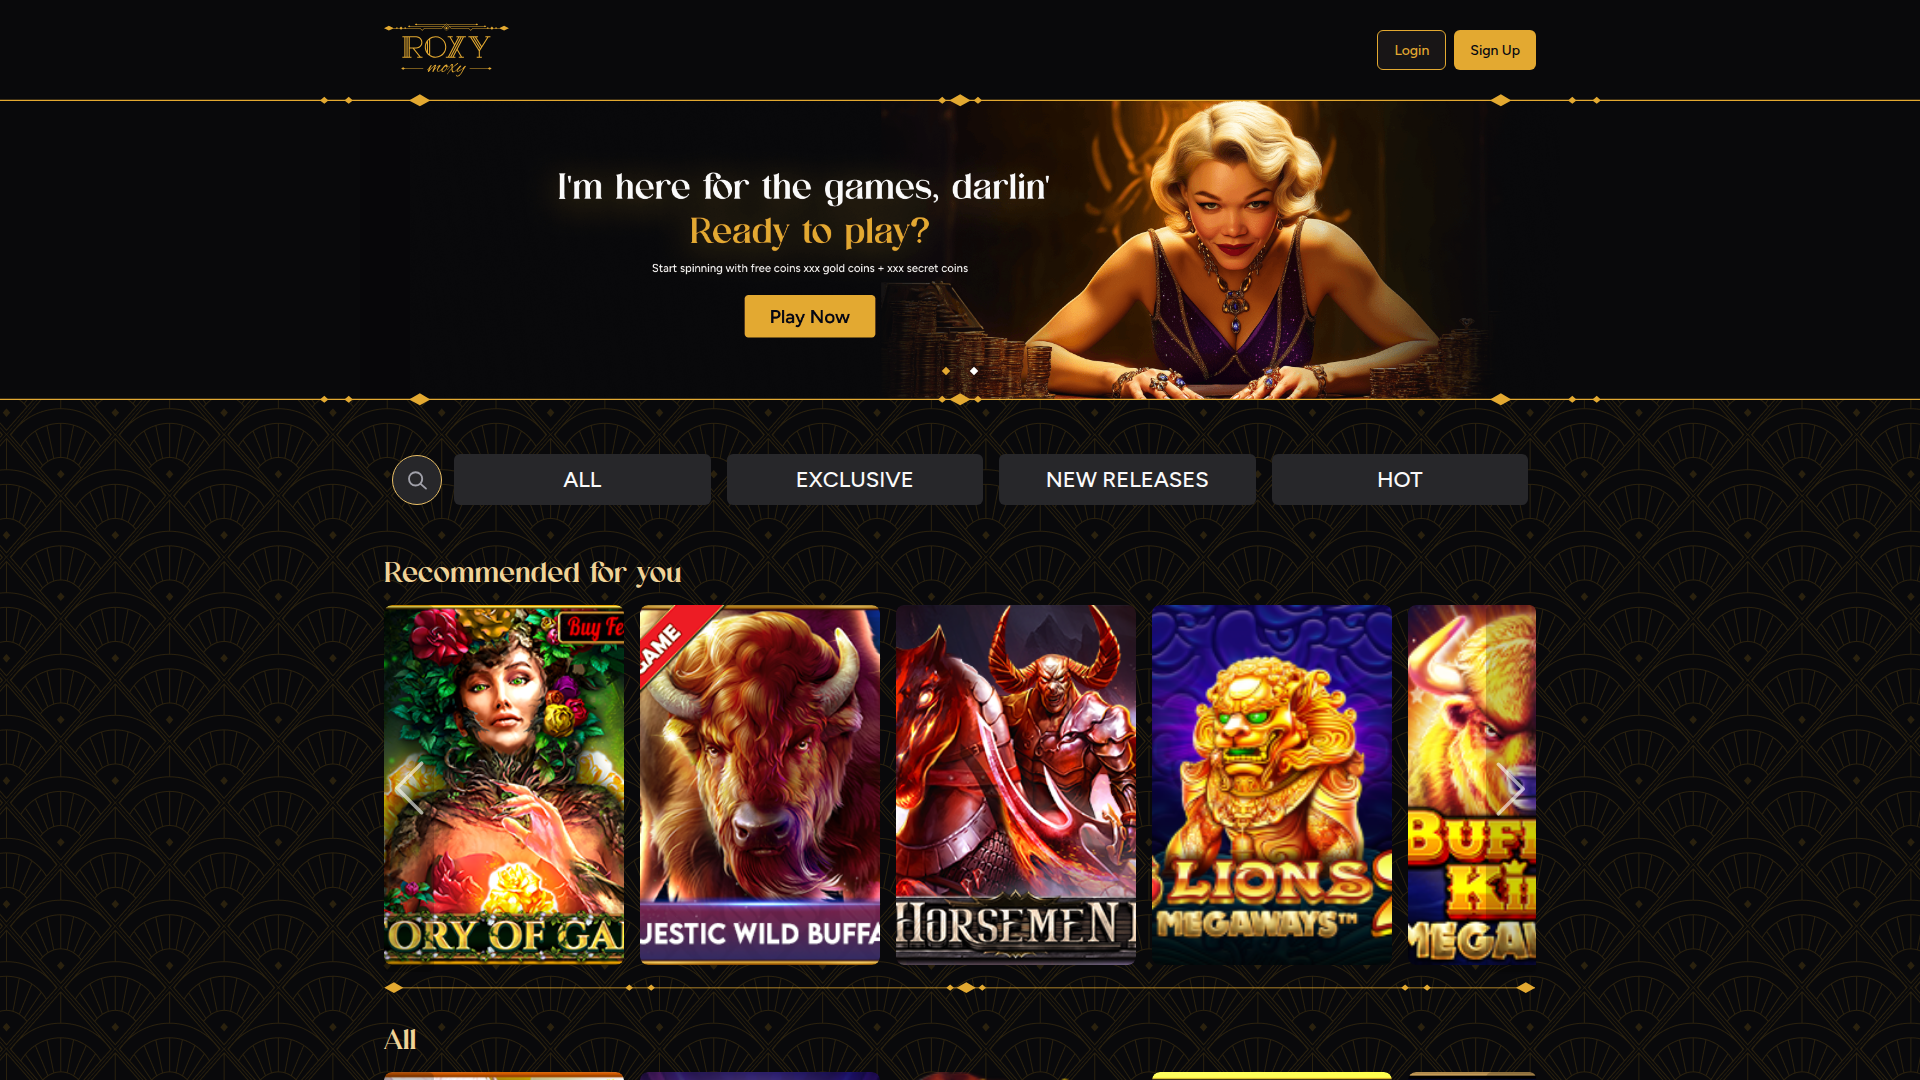 ROXY
moxy
Login
Sign Up
I'm here for the games, darlin'
Ready to play?
Start spinning with free coins xxx gold coins + xxx secret coins
Play Now
ALL
EXCLUSIVE
NEW RELEASES
HOT
Recommended for you
Buy Fe
GAME
ORY OF GA
JESTIC WILD BUFFA
HORSEMEN
LIONS
MEGAWAYS™
2
BUFF
KI
MEGA
All